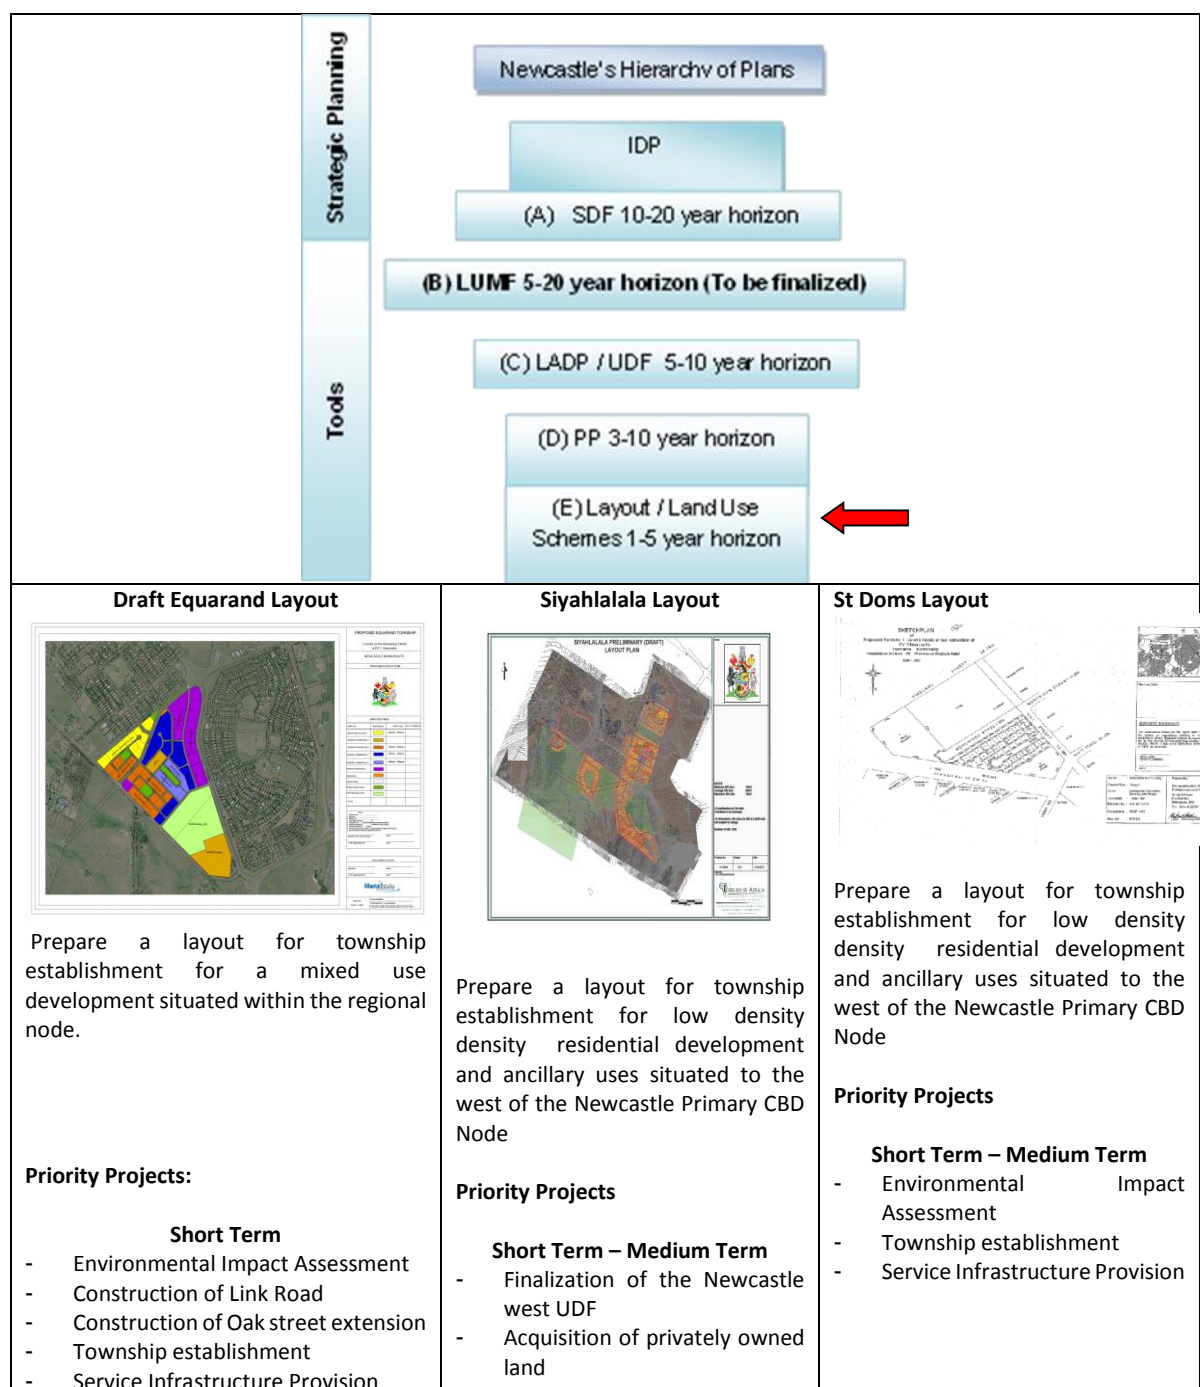 Strategic Planning
Tools
Newcastle's Hierarchy of Plans
IDP
(A) SDF 10-20 year horizon
(B) LUMF 5-20 year horizon (To be finalized)
(C) LADP / UDF 5-10 year horizon
(D) PP 3-10 year horizon
(E) Layout / Land Use
Schemes 1-5 year horizon
Draft Equarand Layout
PROPOSED EQUARAND TOWNSHIP
Prepare a layout for township
establishment for a mixed use
development situated within the regional
node.
Priority Projects:
Short Term
- Environmental Impact Assessment
- Construction of Link Road
- Construction of Oak street extension
- Township establishment
- Service Infrastructure Provision
Siyahlalala Layout
SIYAHLALALA PRELIMINARY (DRAFT)
LAYOUT PLAN
Prepare a layout for township
establishment for low density
density residential development
and ancillary uses situated to the
west of the Newcastle Primary CBD
Node
Priority Projects
Short Term – Medium Term
- Finalization of the Newcastle
west UDF
- Acquisition of privately owned
land
St Doms Layout
SKETCHPLAN
Prepare a layout for township
establishment for low density
density residential development
and ancillary uses situated to the
west of the Newcastle Primary CBD
Node
Priority Projects
Short Term – Medium Term
- Environmental Impact
Assessment
- Township establishment
- Service Infrastructure Provision